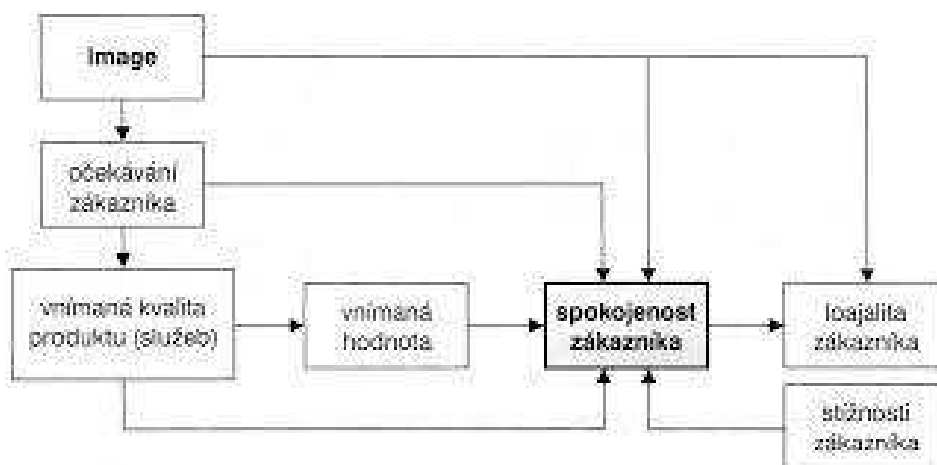 Image
očekávání
zákazníka
vnímaná kvalita
produktu (služeb)
vnímaná
hodnota
spokojenost
zákazníka
loajalita
zákazníka
stížnosti
zákazníka